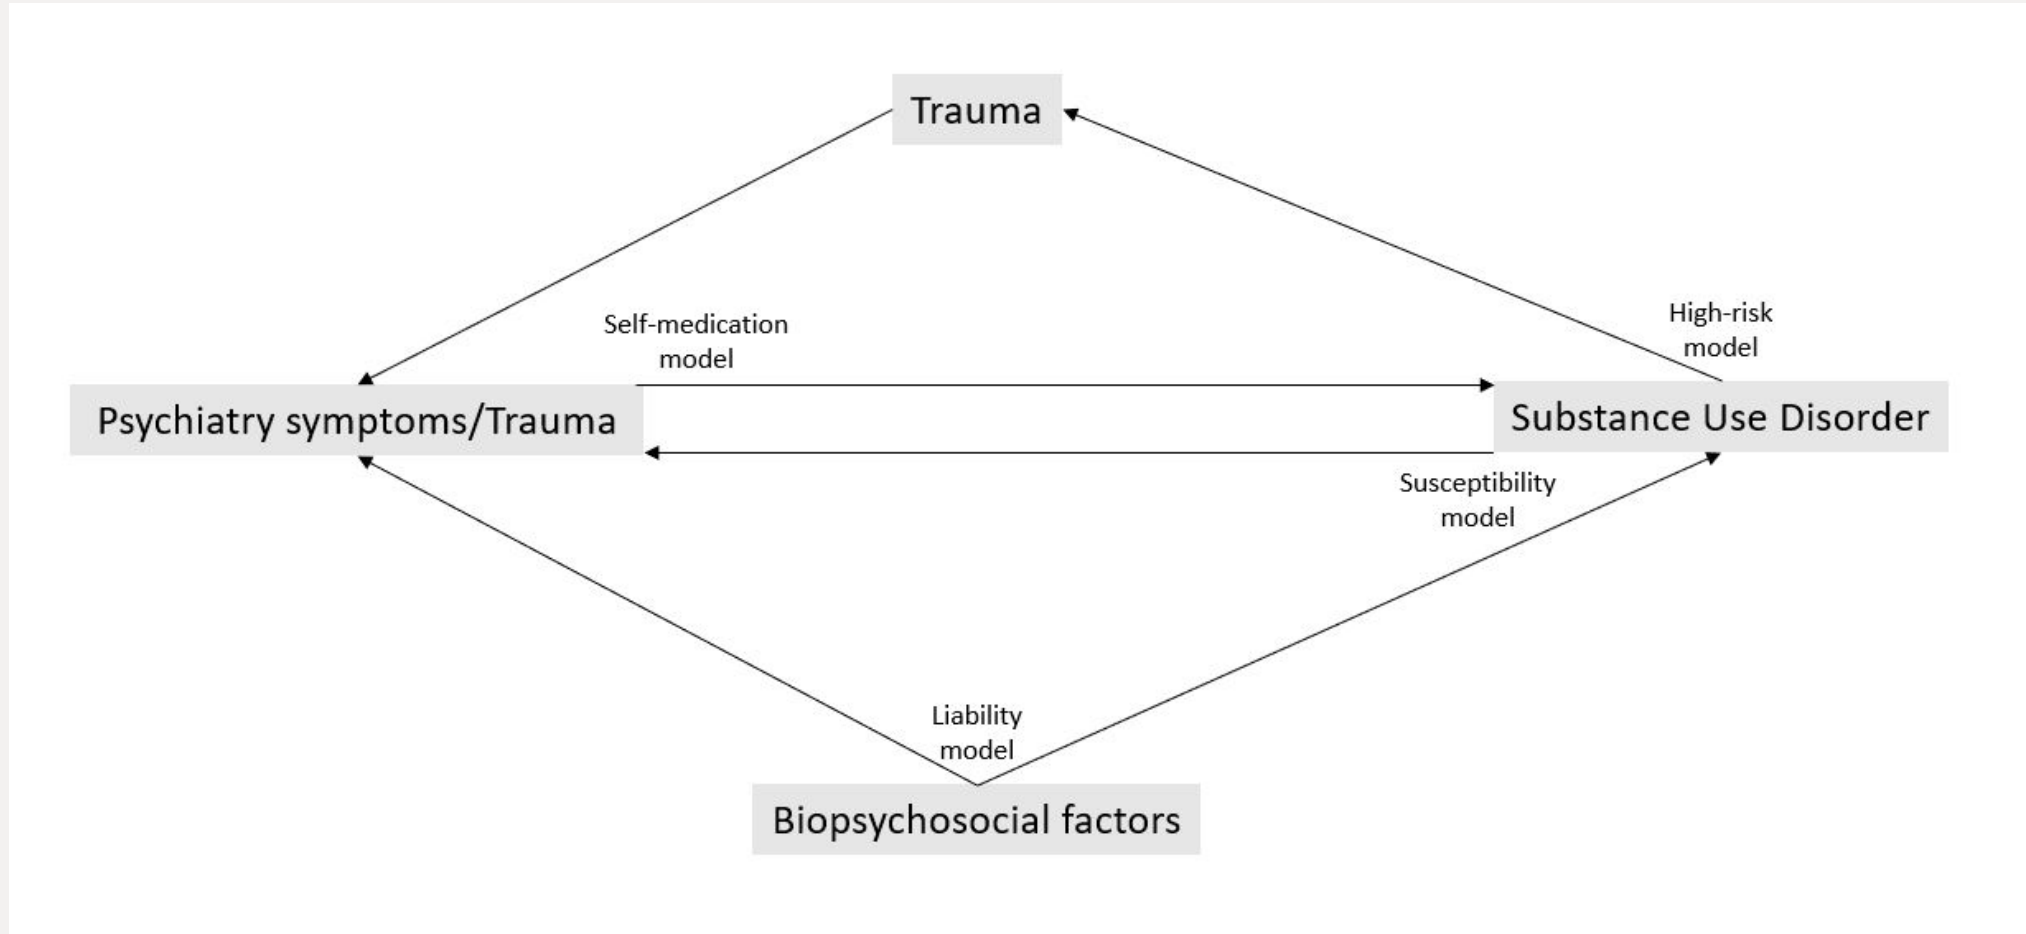 Trauma
Self-medication
model
High-risk
model
Psychiatry symptoms/Trauma
Substance Use Disorder
Susceptibility
model
Liability
model
Biopsychosocial factors